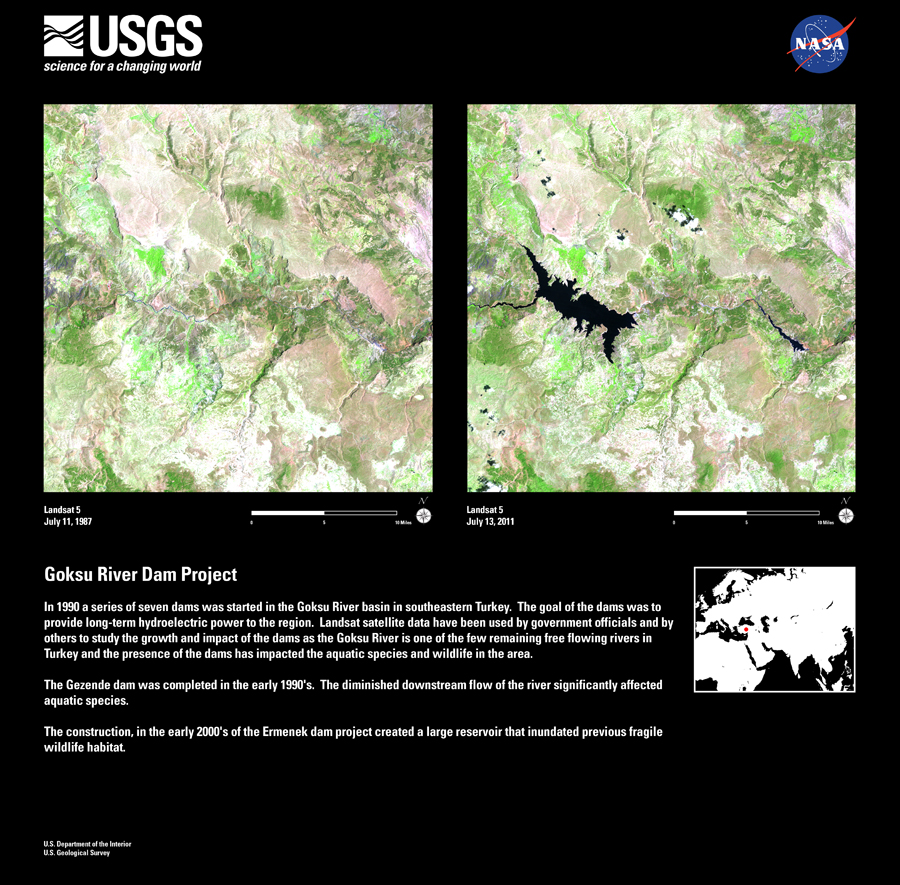 USGS
science for a changing world
NASA
Landsat 5
July 11, 1987
0 5 10 Miles
N
Landsat 5
July 13, 2011
0 5 10 Miles
N
Goksu River Dam Project
In 1990 a series of seven dams was started in the Goksu River basin in southeastern Turkey. The goal of the dams was to
provide long-term hydroelectric power to the region. Landsat satellite data have been used by government officials and by
others to study the growth and impact of the dams as the Goksu River is one of the few remaining free flowing rivers in
Turkey and the presence of the dams has impacted the aquatic species and wildlife in the area.
The Gezende dam was completed in the early 1990's. The diminished downstream flow of the river significantly affected
aquatic species.
The construction, in the early 2000's of the Ermenek dam project created a large reservoir that inundated previous fragile
wildlife habitat.
U.S. Department of the Interior
U.S. Geological Survey